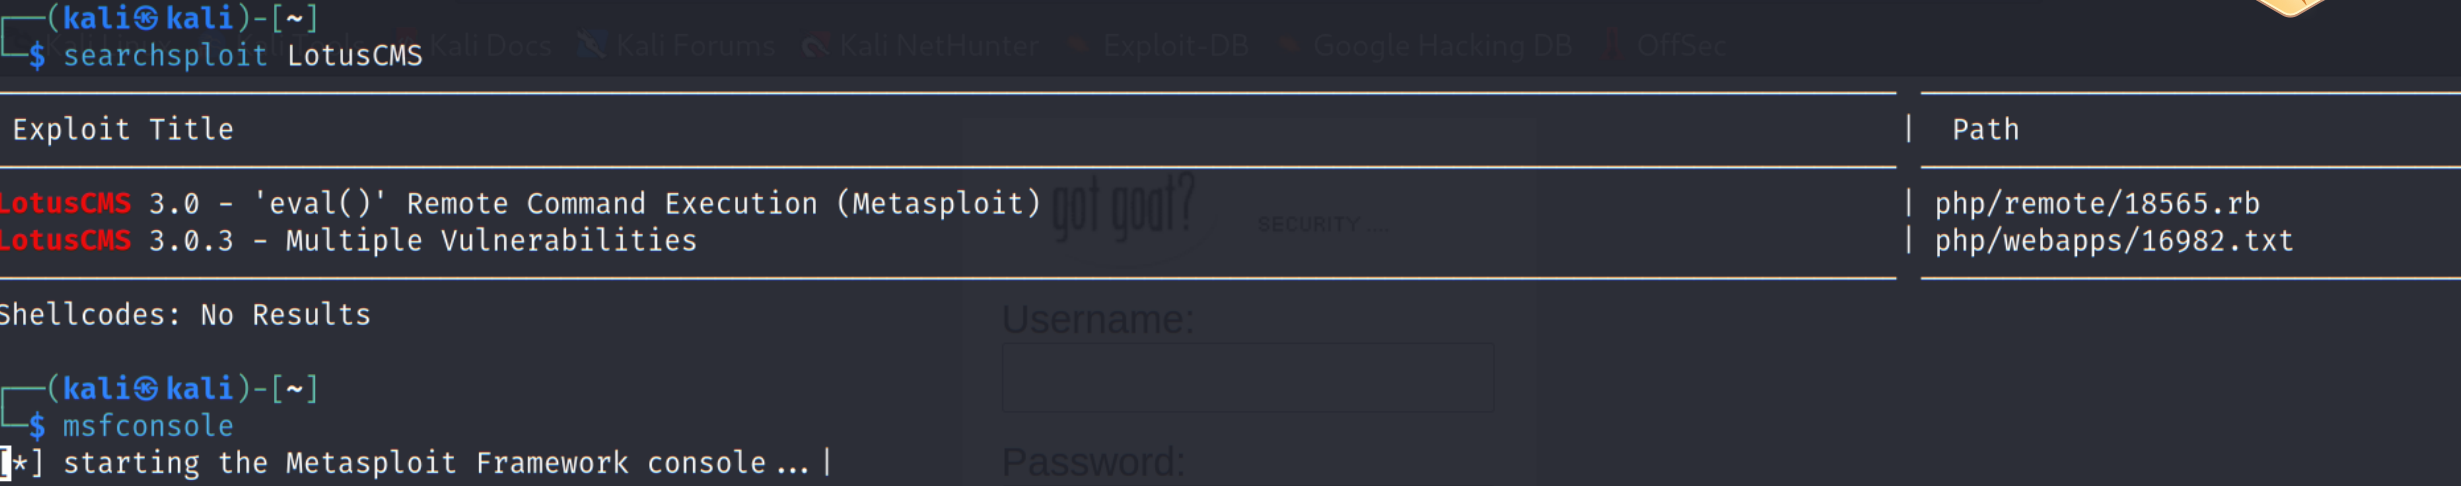 (kali㉿kali)-[~]
$ searchsploit LotusCMS
Kali Docs Kali Forums Kali NetHunter Exploit-DB Google Hacking DB OffSec
Exploit Title | Path
LotusCMS 3.0 - 'eval()' Remote Command Execution (Metasploit) | php/remote/18565.rb
LotusCMS 3.0.3 - Multiple Vulnerabilities | php/webapps/16982.txt
got goat?
SECURITY ....
Shellcodes: No Results
Username:
(kali㉿kali)-[~]
$ msfconsole
[*] starting the Metasploit Framework console...|
Password: